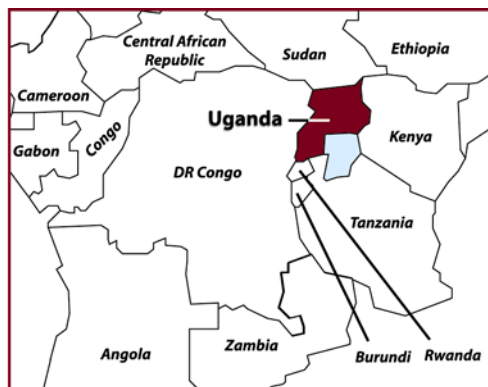 Central African
Republic
Sudan
Ethiopia
Cameroon
Uganda
Kenya
Gabon
Congo
DR Congo
Tanzania
Angola
Zambia
Burundi
Rwanda